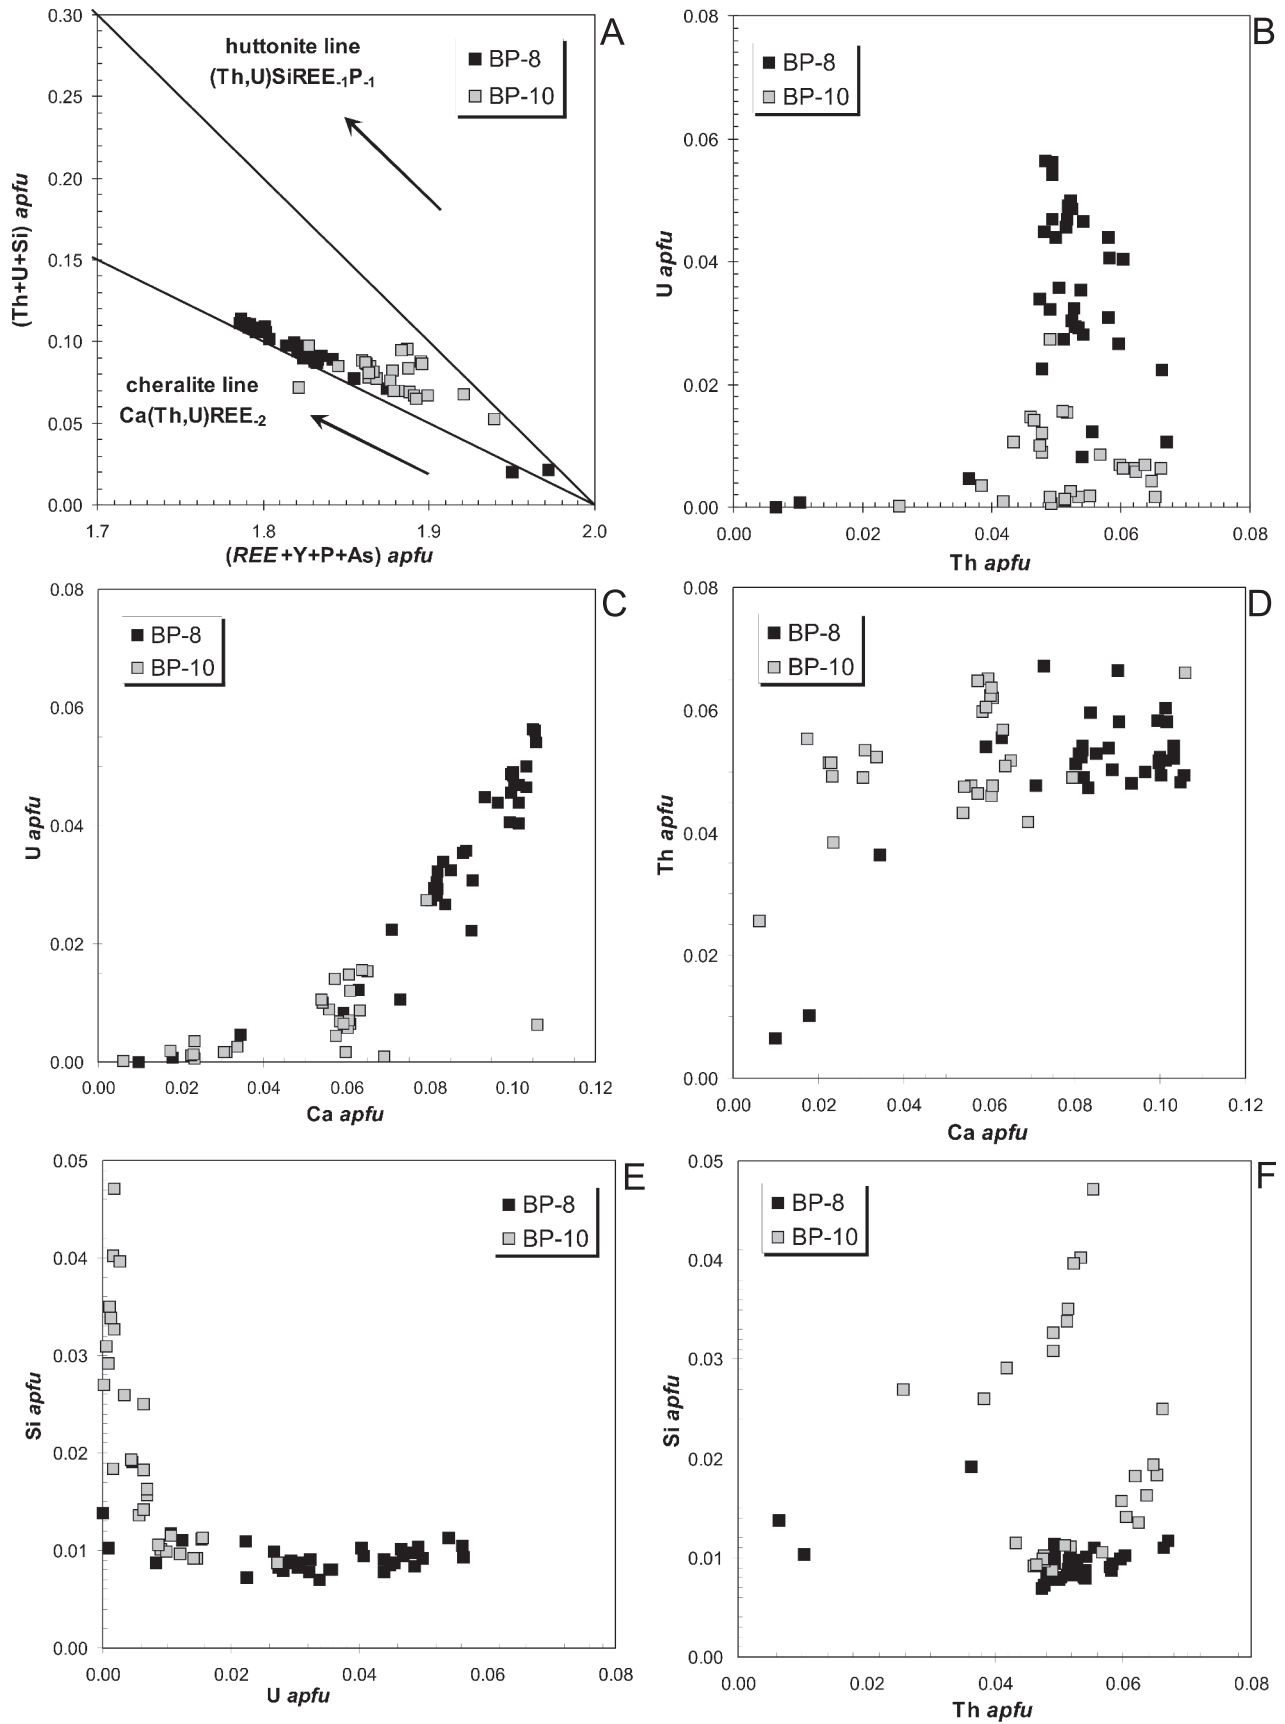 A
0.30
0.25
0.20
0.15
0.10
0.05
0.00
1.7
1.8
1.9
2.0
(Th+U+Si) apfu
(REE+Y+P+As) apfu
huttonite line
(Th,U)SiREE-1P-1
BP-8
BP-10
cheralite line
Ca(Th,U)REE-2
B
0.08
0.06
0.04
0.02
0.00
0.00
0.02
0.04
0.06
0.08
U apfu
Th apfu
BP-8
BP-10
C
0.08
0.06
0.04
0.02
0.00
0.00
0.02
0.04
0.06
0.08
0.10
0.12
U apfu
Ca apfu
BP-8
BP-10
D
0.08
0.06
0.04
0.02
0.00
0.00
0.02
0.04
0.06
0.08
0.10
0.12
Th apfu
Ca apfu
BP-8
BP-10
E
0.05
0.04
0.03
0.02
0.01
0.00
0.00
0.02
0.04
0.06
0.08
Si apfu
U apfu
BP-8
BP-10
F
0.05
0.04
0.03
0.02
0.01
0.00
0.00
0.02
0.04
0.06
0.08
Si apfu
Th apfu
BP-8
BP-10